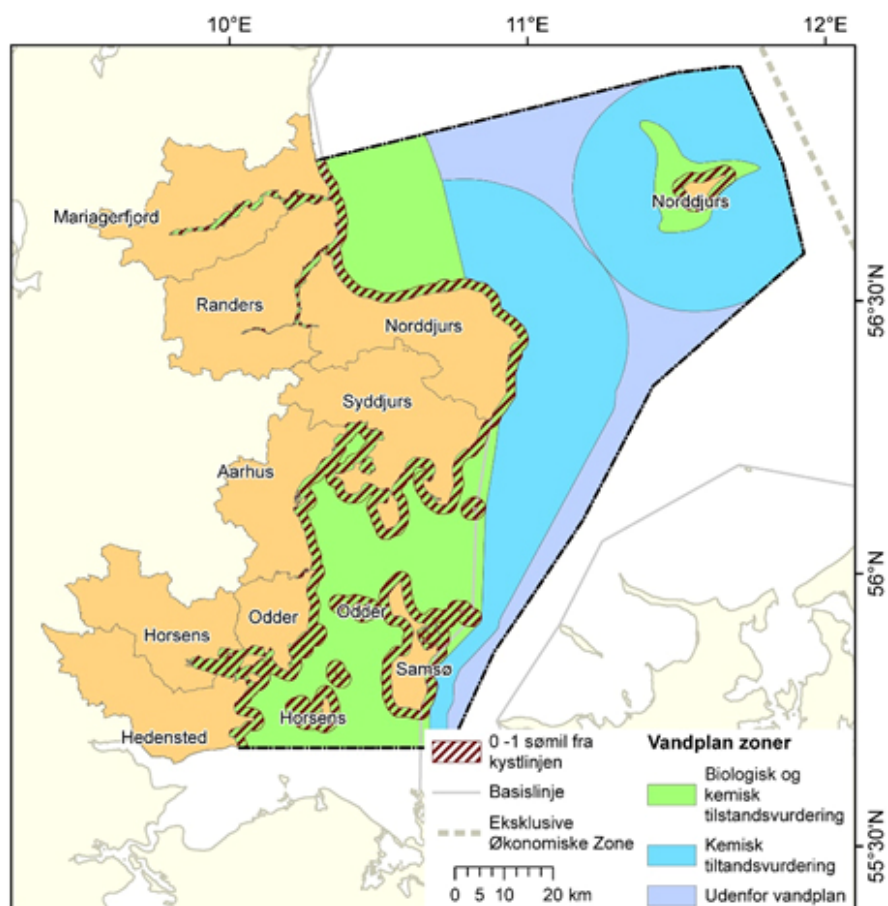 10°E 11°E 12°E
Mariagerfjord
Norddjurs
Randers
56°30'N
Norddjurs
Syddjurs
Aarhus
56°N
Odder
Odder
Horsens
Samsø
Horsens
Hedensted
0 -1 sømil fra
kystlinjen
Basislinje
Eksklusive
Økonomiske Zone
0 5 10 20 km
Vandplan zoner
Biologisk og
kemisk
tilstandsvurdering
Kemisk
tiltandsvurdering
Udenfor vandplan
55°30'N